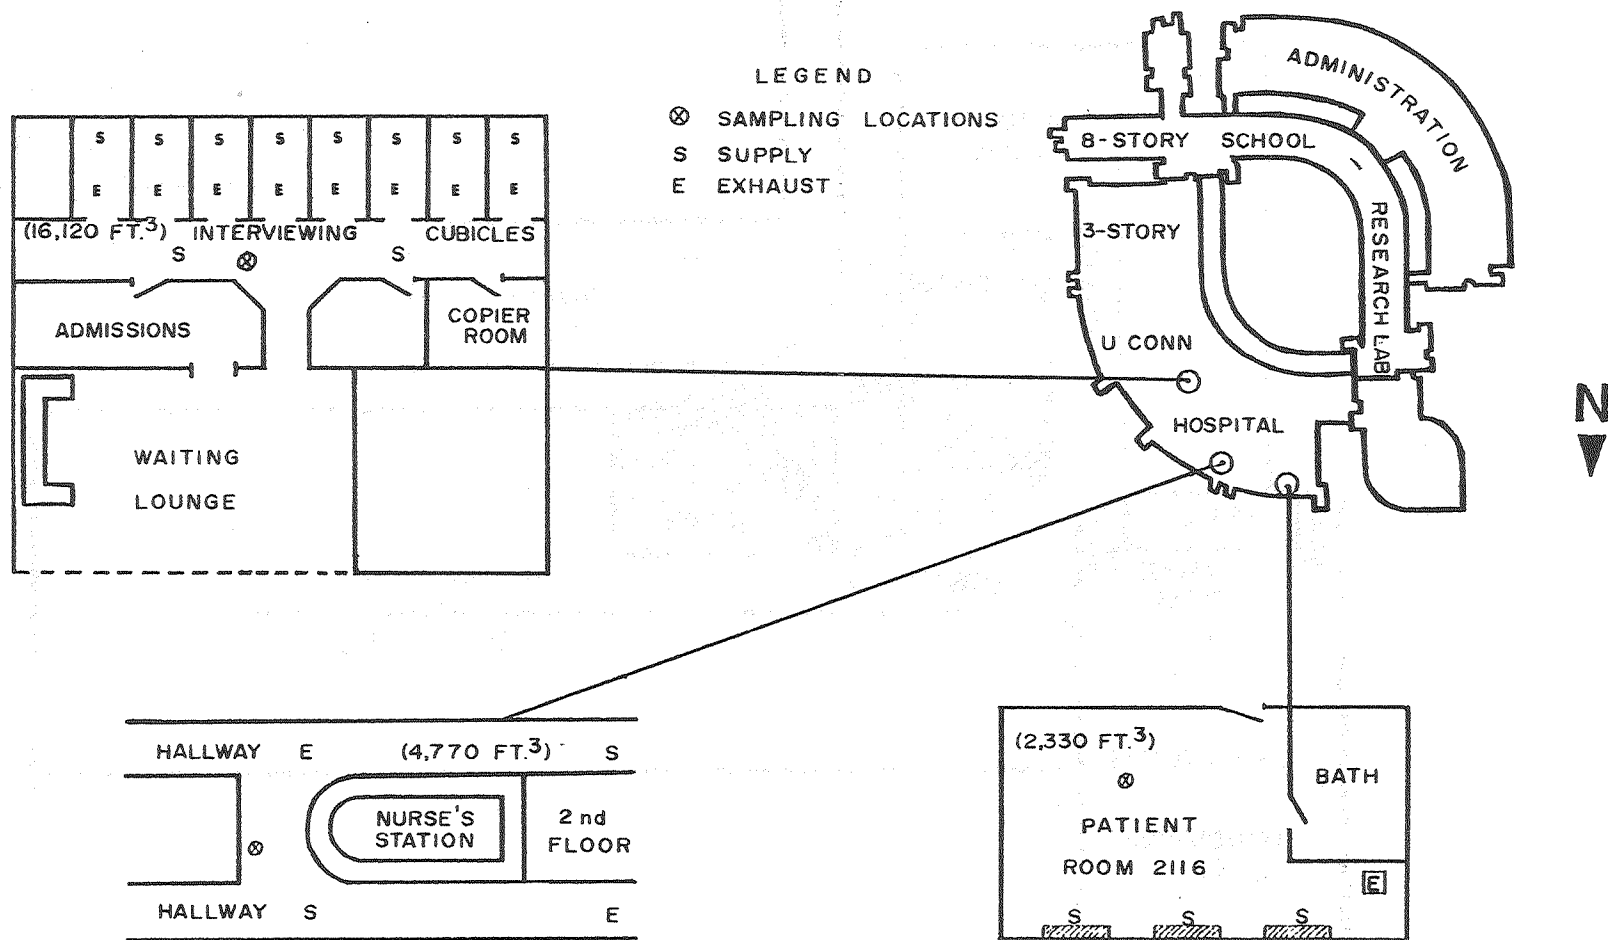 LEGEND
⊗ SAMPLING LOCATIONS
S SUPPLY
E EXHAUST
S S S S S S S S
E E E E E E E E
(16,120 FT.³) INTERVIEWING CUBICLES
S S
ADMISSIONS
COPIER
ROOM
WAITING
LOUNGE
ADMINISTRATION
8-STORY SCHOOL
RESEARCH LAB
3-STORY
U CONN
HOSPITAL
N
HALLWAY E (4,770 FT.³) S
NURSE'S
STATION
2nd
FLOOR
HALLWAY S E
(2,330 FT.³)
BATH
PATIENT
ROOM 2116
E
S S S